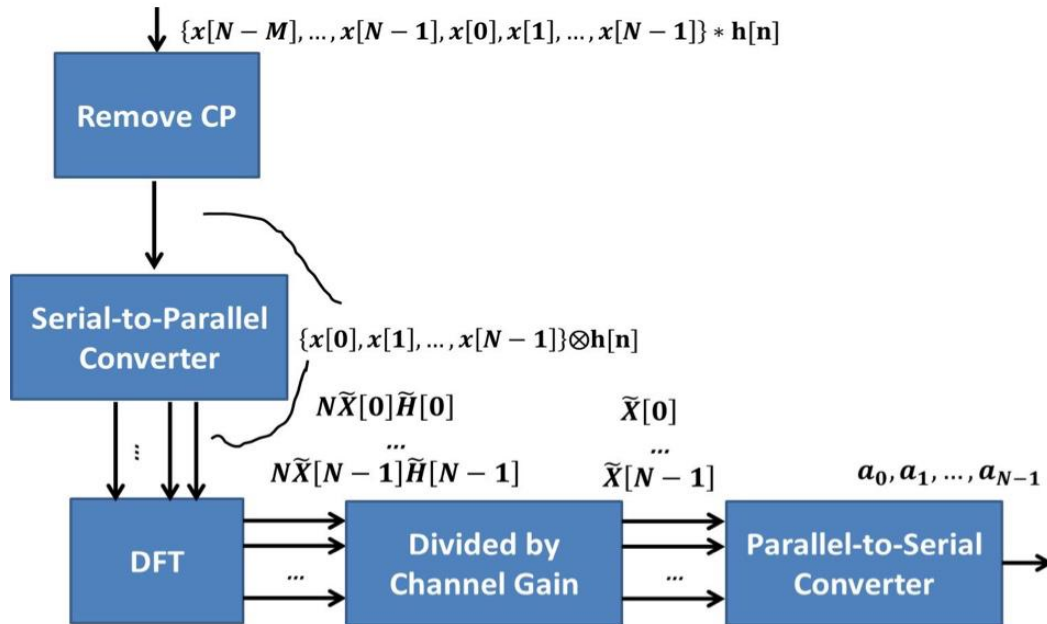 {x[N − M], … , x[N − 1], x[0], x[1], … , x[N − 1]} ∗ h[n]
Remove CP
Serial-to-Parallel
Converter
{x[0], x[1], … , x[N − 1]}⊗h[n]
...
NX̃[0]H̃[0]
...
NX̃[N − 1]H̃[N − 1]
X̃[0]
...
X̃[N − 1]
a₀, a₁, … , a_{N−1}
DFT
...
Divided by
Channel Gain
...
Parallel-to-Serial
Converter